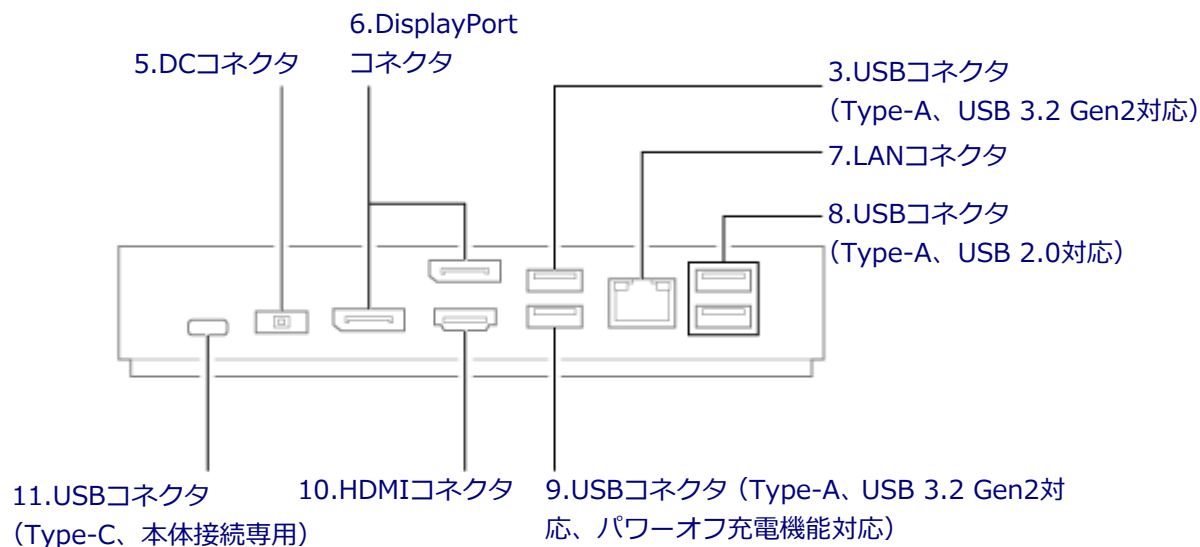 6.DisplayPort
コネクタ
5.DCコネクタ
3.USBコネクタ
（Type-A、USB 3.2 Gen2対応）
7.LANコネクタ
8.USBコネクタ
（Type-A、USB 2.0対応）
11.USBコネクタ
（Type-C、本体接続専用）
10.HDMIコネクタ
9.USBコネクタ（Type-A、USB 3.2 Gen2対
応、パワーオフ充電機能対応）